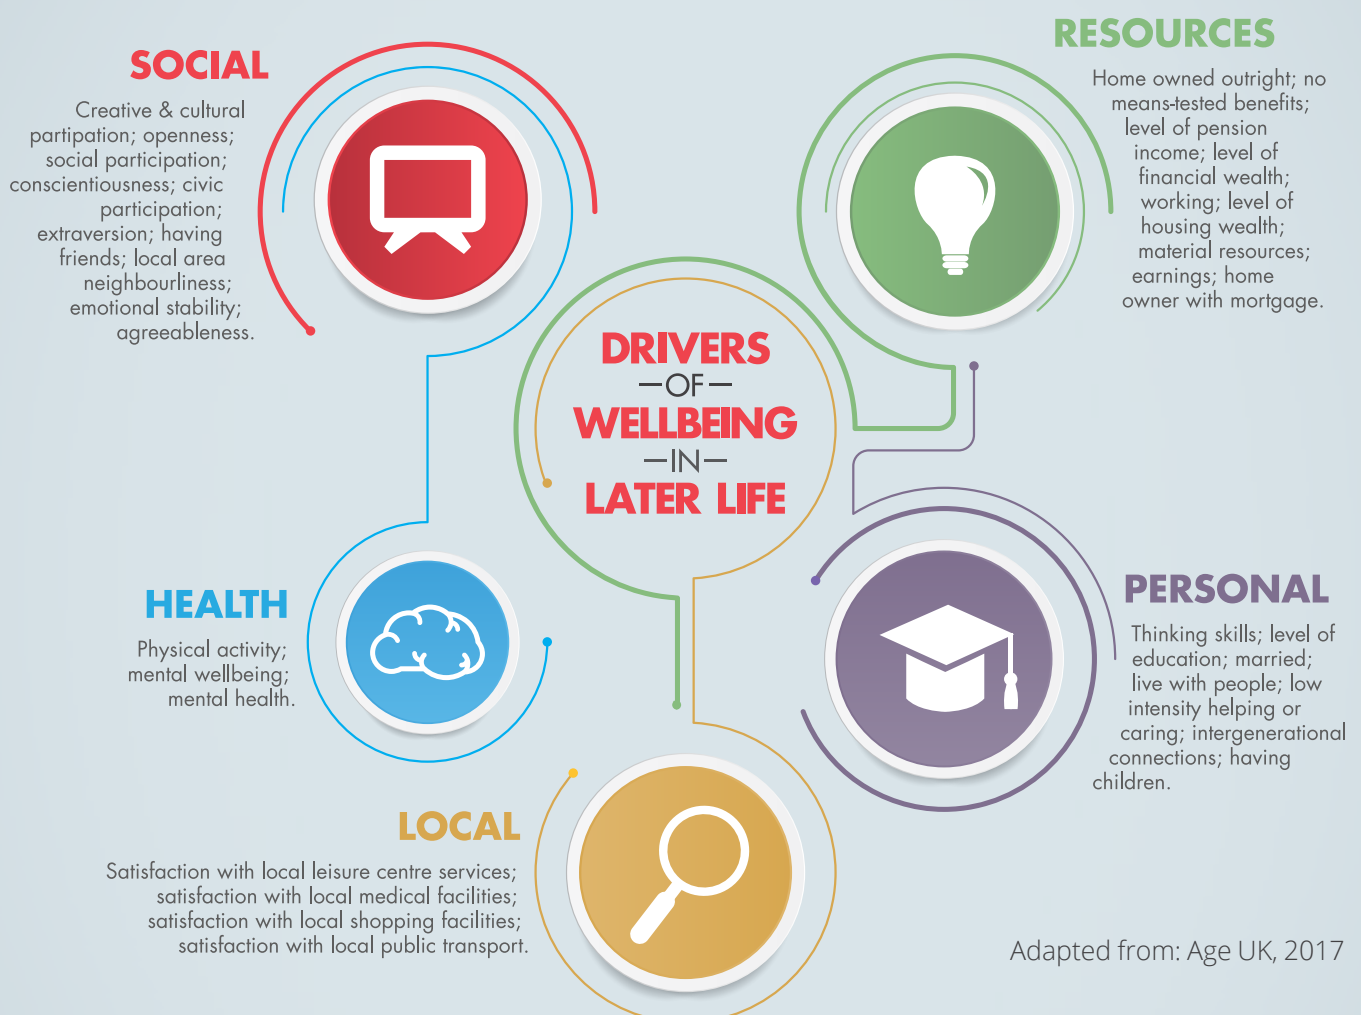 SOCIAL
Creative & cultural
partipation; openness;
social participation;
conscientiousness; civic
participation;
extraversion; having
friends; local area
neighbourliness;
emotional stability;
agreeableness.
RESOURCES
Home owned outright; no
means-tested benefits;
level of pension
income; level of
financial wealth;
working; level of
housing wealth;
material resources;
earnings; home
owner with mortgage.
DRIVERS
OF
WELLBEING
IN
LATER LIFE
HEALTH
Physical activity;
mental wellbeing;
mental health.
PERSONAL
Thinking skills; level of
education; married;
live with people; low
intensity helping or
caring; intergenerational
connections; having
children.
LOCAL
Satisfaction with local leisure centre services;
satisfaction with local medical facilities;
satisfaction with local shopping facilities;
satisfaction with local public transport.
Adapted from: Age UK, 2017